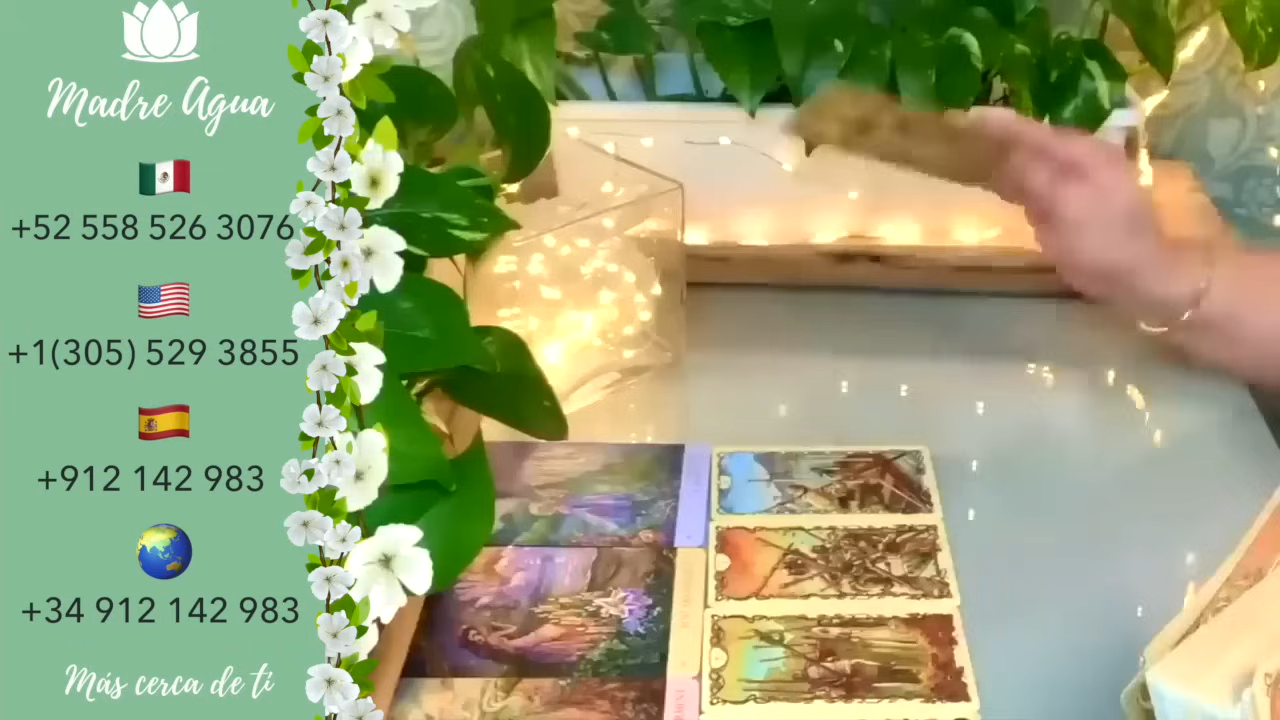 Madre Agua
+52 558 526 3076
+1(305) 529 3855
+912 142 983
+34 912 142 983
Más cerca de ti